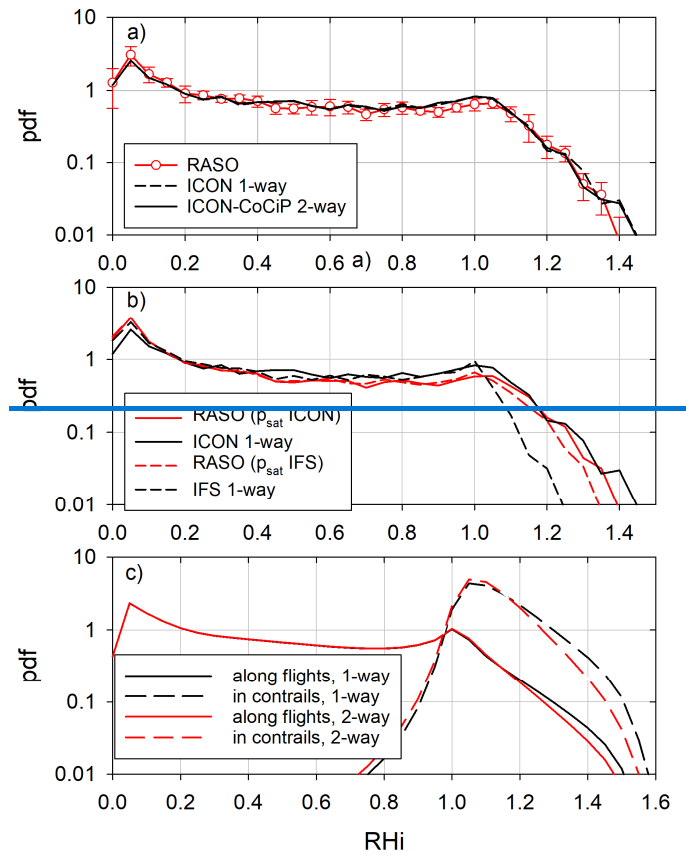 10
a)
1
pdf
0.1
RASO
ICON 1-way
ICON-CoCiP 2-way
0.01
0.0 0.2 0.4 0.6 0.8 1.0 1.2 1.4
a)
10
b)
1
pdf
0.1
RASO (psat ICON)
ICON 1-way
RASO (psat IFS)
IFS 1-way
0.01
0.0 0.2 0.4 0.6 0.8 1.0 1.2 1.4
10
c)
1
pdf
0.1
along flights, 1-way
in contrails, 1-way
along flights, 2-way
in contrails, 2-way
0.01
0.0 0.2 0.4 0.6 0.8 1.0 1.2 1.4 1.6
RHi